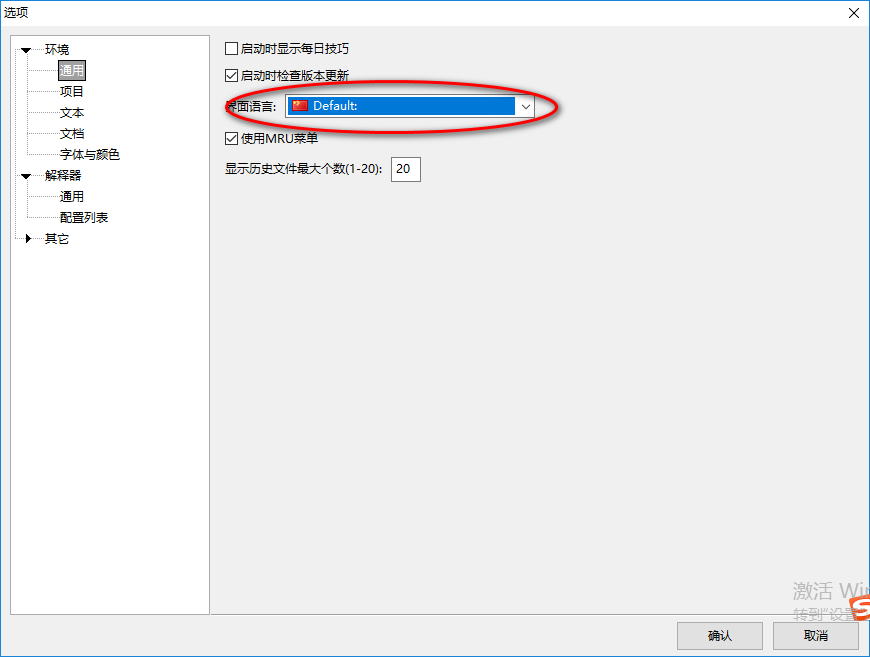 选项
环境
通用
项目
文本
文档
字体与颜色
解释器
通用
配置列表
其它
启动时显示每日技巧
启动时检查版本更新
界面语言: Default:
使用MRU菜单
显示历史文件最大个数(1-20): 20
激活 Win
转到"设置"
确认
取消